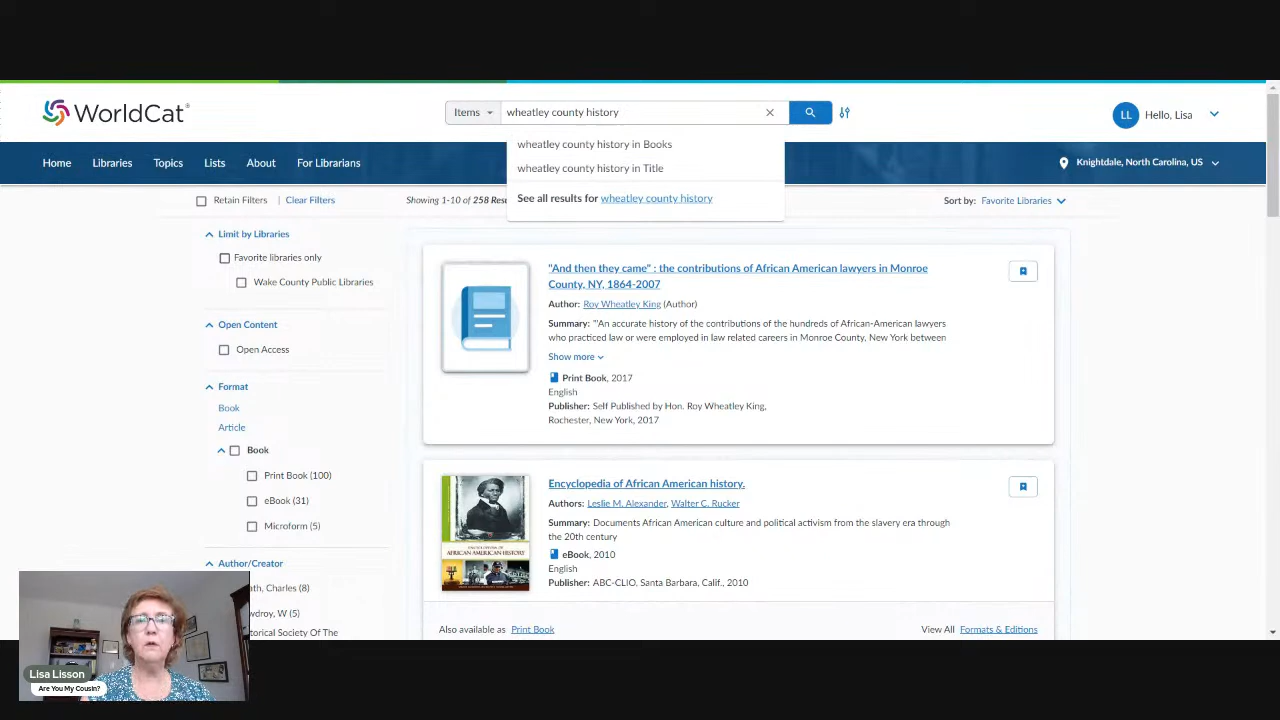 WorldCat®
Items
wheatley county history
LL
Hello, Lisa
wheatley county history in Books
wheatley county history in Title
See all results for wheatley county history
Home
Libraries
Topics
Lists
About
For Librarians
Knightdale, North Carolina, US
Retain Filters | Clear Filters
Showing 1-10 of 258
Sort by: Favorite Libraries
Limit by Libraries
Favorite libraries only
Wake County Public Libraries
Open Content
Open Access
Format
Book
Article
Book
Print Book (100)
eBook (31)
Microform (5)
Author/Creator
Charles (8)
W (5)
Society Of The
"And then they came" : the contributions of African American lawyers in Monroe
County, NY, 1864-2007
Author: Roy Wheatley King (Author)
Summary: "'An accurate history of the contributions of the hundreds of African-American lawyers
who practiced law or were employed in law related careers in Monroe County, New York between
Show more
Print Book, 2017
English
Publisher: Self Published by Hon. Roy Wheatley King,
Rochester, New York, 2017
ENCYCLOPEDIA OF
AFRICAN AMERICAN HISTORY
Encyclopedia of African American history.
Authors: Leslie M. Alexander, Walter C. Rucker
Summary: Documents African American culture and political activism from the slavery era through
the 20th century
eBook, 2010
English
Publisher: ABC-CLIO, Santa Barbara, Calif., 2010
Also available as Print Book
View All Formats & Editions
Lisa Lisson
Are You My Cousin?